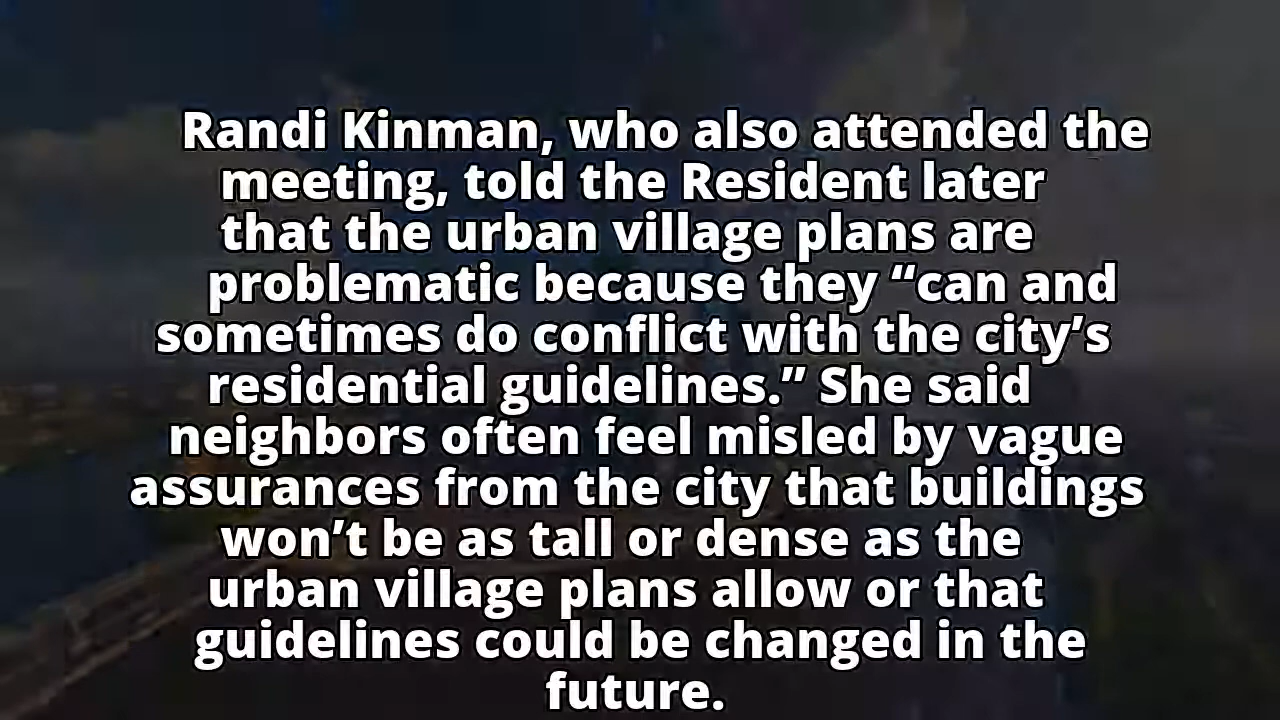 Randi Kinman, who also attended the
meeting, told the Resident later
that the urban village plans are
problematic because they “can and
sometimes do conflict with the city’s
residential guidelines.” She said
neighbors often feel misled by vague
assurances from the city that buildings
won’t be as tall or dense as the
urban village plans allow or that
guidelines could be changed in the
future.